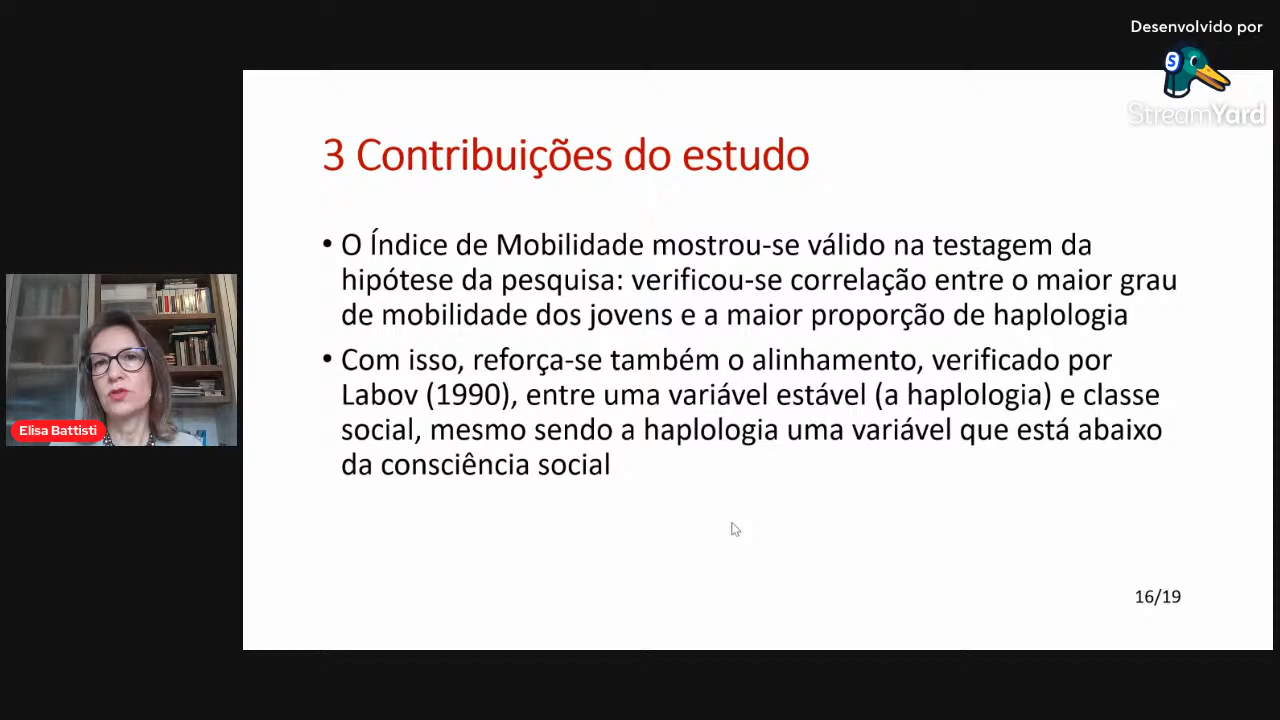 Desenvolvido por
S
StreamYard
3 Contribuições do estudo
• O Índice de Mobilidade mostrou-se válido na testagem da
hipótese da pesquisa: verificou-se correlação entre o maior grau
de mobilidade dos jovens e a maior proporção de haplologia
• Com isso, reforça-se também o alinhamento, verificado por
Labov (1990), entre uma variável estável (a haplologia) e classe
social, mesmo sendo a haplologia uma variável que está abaixo
da consciência social
Elisa Battisti
16/19